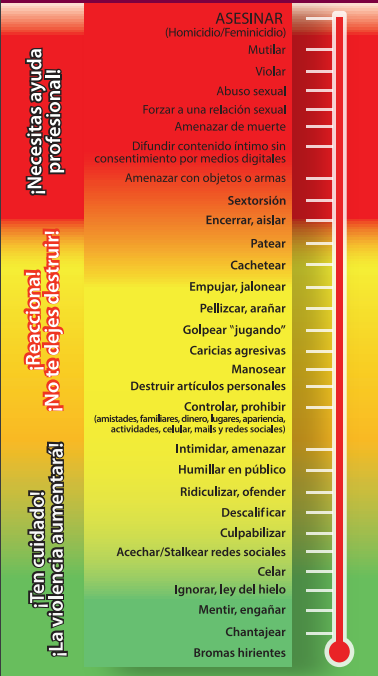 ¡Necesitas ayuda
profesional!
¡Reacciona!
¡No te dejes destruir!
¡Ten cuidado!
¡La violencia aumentará!
ASESINAR
(Homicidio/Feminicidio)
Mutilar
Violar
Abuso sexual
Forzar a una relación sexual
Amenazar de muerte
Difundir contenido íntimo sin
consentimiento por medios digitales
Amenazar con objetos o armas
Sextorsión
Encerrar, aislar
Patear
Cachetear
Empujar, jalonear
Pellizcar, arañar
Golpear "jugando"
Caricias agresivas
Manosear
Destruir artículos personales
Controlar, prohibir
(amistades, familiares, dinero, lugares, apariencia,
actividades, celular, mails y redes sociales)
Intimidar, amenazar
Humillar en público
Ridiculizar, ofender
Descalificar
Culpabilizar
Acechar/Stalkear redes sociales
Celar
Ignorar, ley del hielo
Mentir, engañar
Chantajear
Bromas hirientes